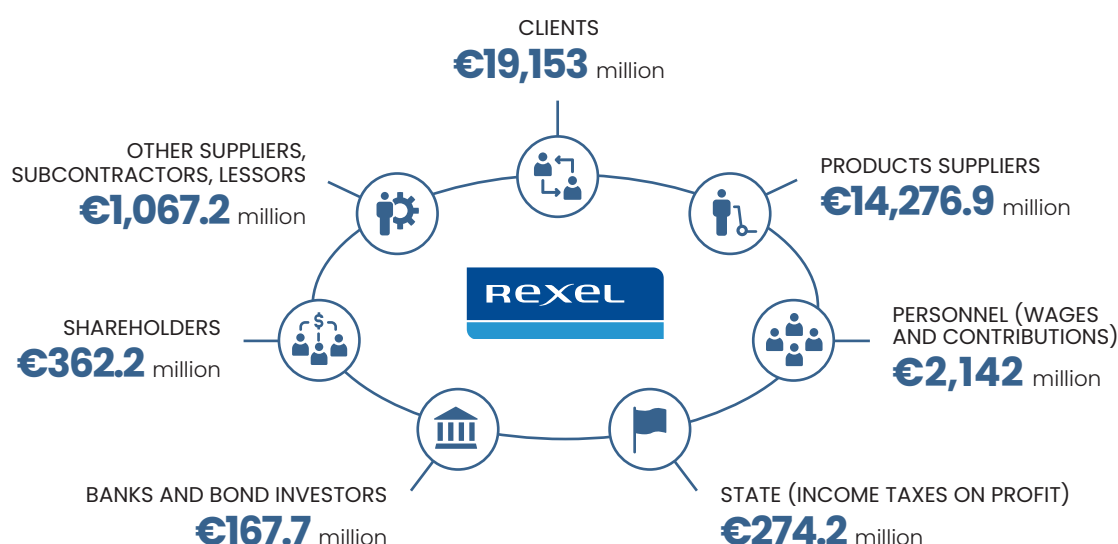 CLIENTS
€19,153 million
OTHER SUPPLIERS,
SUBCONTRACTORS, LESSORS
€1,067.2 million
PRODUCTS SUPPLIERS
€14,276.9 million
REXEL
$
SHAREHOLDERS
€362.2 million
PERSONNEL (WAGES
AND CONTRIBUTIONS)
€2,142 million
BANKS AND BOND INVESTORS
€167.7 million
STATE (INCOME TAXES ON PROFIT)
€274.2 million